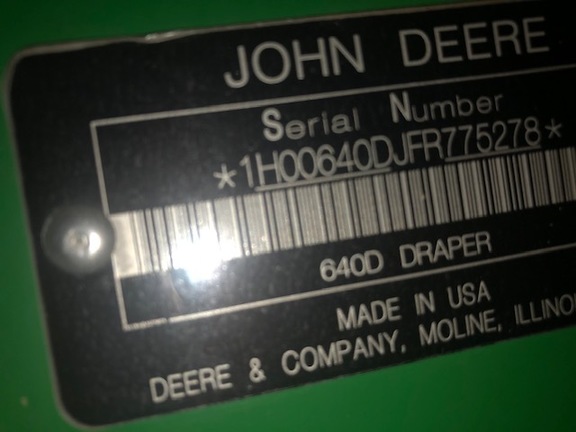 JOHN DEERE
Serial Number
*1H00640DJFR775278*
640D DRAPER
MADE IN USA
DEERE & COMPANY, MOLINE, ILLINO